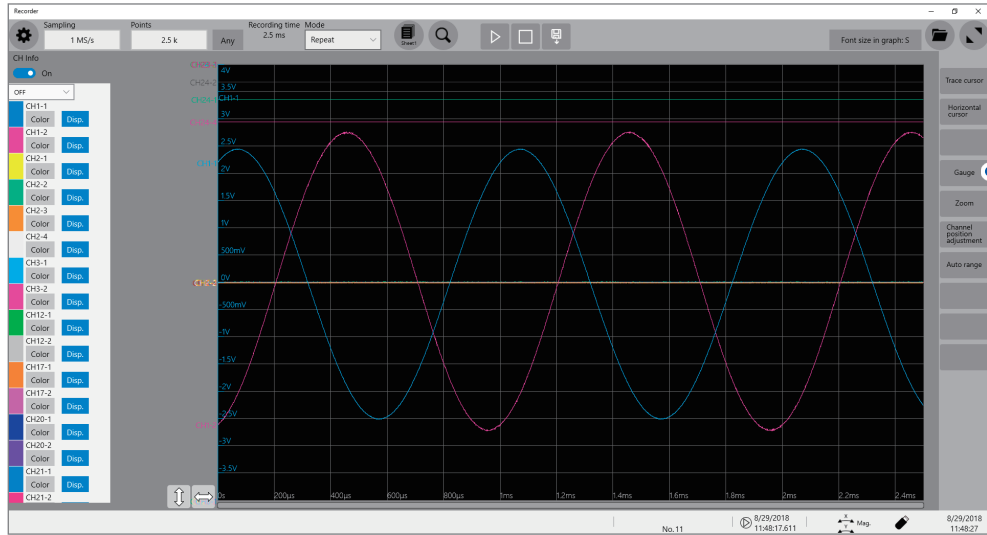 Recorder
Sampling Points Recording time Mode
1 MS/s 2.5 k Any 2.5 ms Repeat Sheet1 Font size in graph: S
CH Info
On
OFF
CH1-1
Color Disp.
CH1-2
Color Disp.
CH2-1
Color Disp.
CH2-2
Color Disp.
CH2-3
Color Disp.
CH2-4
Color Disp.
CH3-1
Color Disp.
CH3-2
Color Disp.
CH12-1
Color Disp.
CH12-2
Color Disp.
CH17-1
Color Disp.
CH17-2
Color Disp.
CH20-1
Color Disp.
CH20-2
Color Disp.
CH21-1
Color Disp.
CH21-2
CH24-2
CH1-1
4V
3.5V
3V
2.5V
2V
1.5V
1V
500mV
0V
-500mV
-1V
-1.5V
-2V
-2.5V
-3V
-3.5V
0s 200µs 400µs 600µs 800µs 1ms 1.2ms 1.4ms 1.6ms 1.8ms 2ms 2.2ms 2.4ms
Trace cursor
Horizontal
cursor
Gauge
Zoom
Channel
position
adjustment
Auto range
No. 11
8/29/2018
11:48:17.611
X
Y
Mag.
8/29/2018
11:48:27